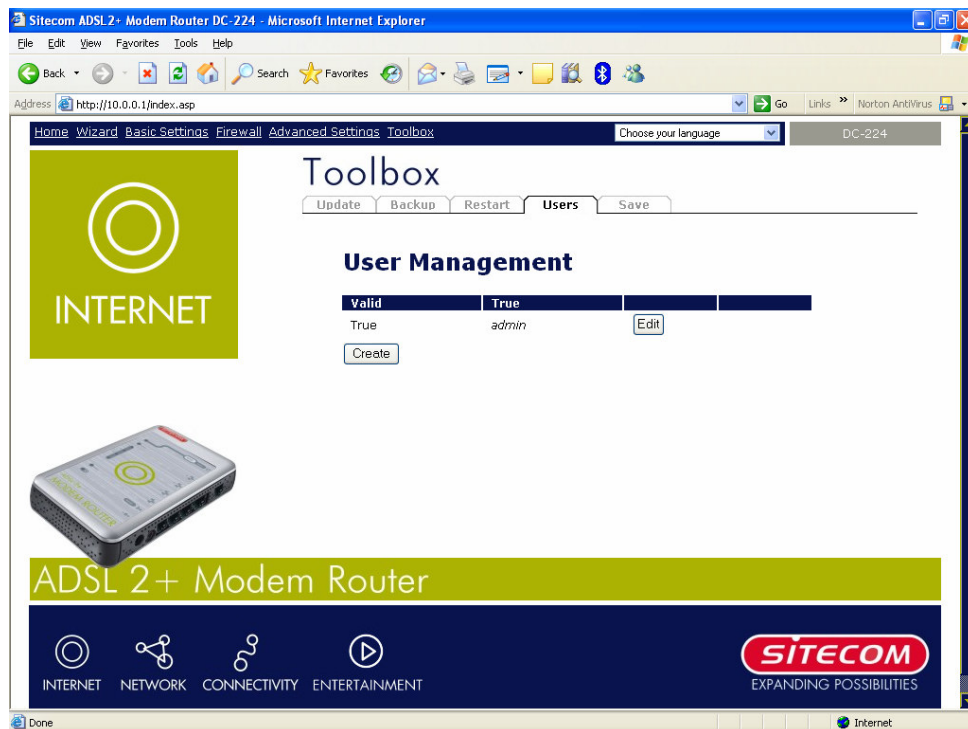 Sitecom ADSL2+ Modem Router DC-224 - Microsoft Internet Explorer
File Edit View Favorites Tools Help
Back Search Favorites
Address http://10.0.0.1/index.asp Go Links » Norton AntiVirus
Home Wizard Basic Settings Firewall Advanced Settings Toolbox Choose your language DC-224
Toolbox
Update Backup Restart Users Save
INTERNET
User Management
Valid True
True admin Edit
Create
MODEM ROUTER
ADSL 2+ Modem Router
INTERNET NETWORK CONNECTIVITY ENTERTAINMENT
SITECOM
EXPANDING POSSIBILITIES
Done Internet